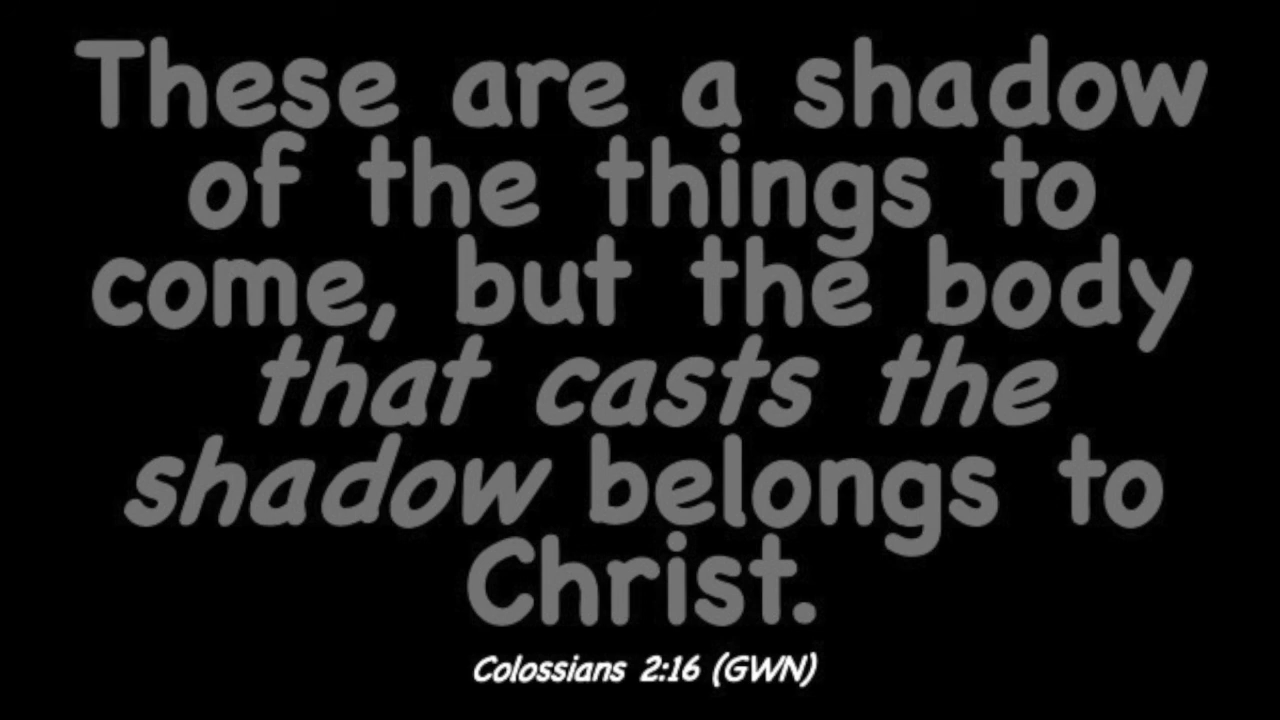 These are a shadow
of the things to
come, but the body
that casts the
shadow belongs to
Christ.
Colossians 2:16 (GWN)